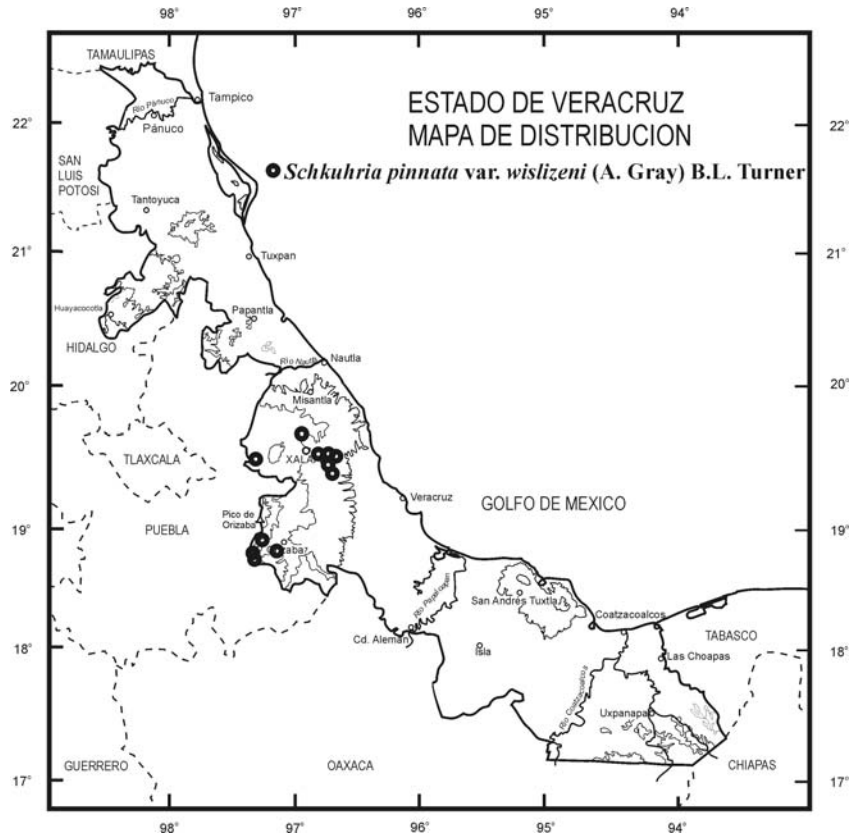 98° 97° 96° 95° 94°
TAMAULIPAS
Río Pánuco
Tampico
Pánuco
22° 22°
ESTADO DE VERACRUZ
MAPA DE DISTRIBUCION
Schkuhria pinnata var. wislizeni (A. Gray) B.L. Turner
SAN
LUIS
POTOSI
Tantoyuca
21° 21°
Tuxpan
Huayacocotla
Papantla
HIDALGO
Río Nautla
Nautla
20° 20°
Misantla
TLAXCALA
XALA
Veracruz
GOLFO DE MEXICO
PUEBLA
Pico de
Orizaba
19° 19°
Orizaba
Río Papaloapan
San Andrés Tuxtla
Coatzacoalcos
Cd. Alemán
TABASCO
18° 18°
Isla
Las Choapas
Río Coatzacoalcos
Uxpanapa
GUERRERO
OAXACA
CHIAPAS
17° 17°
98° 97° 96° 95° 94°